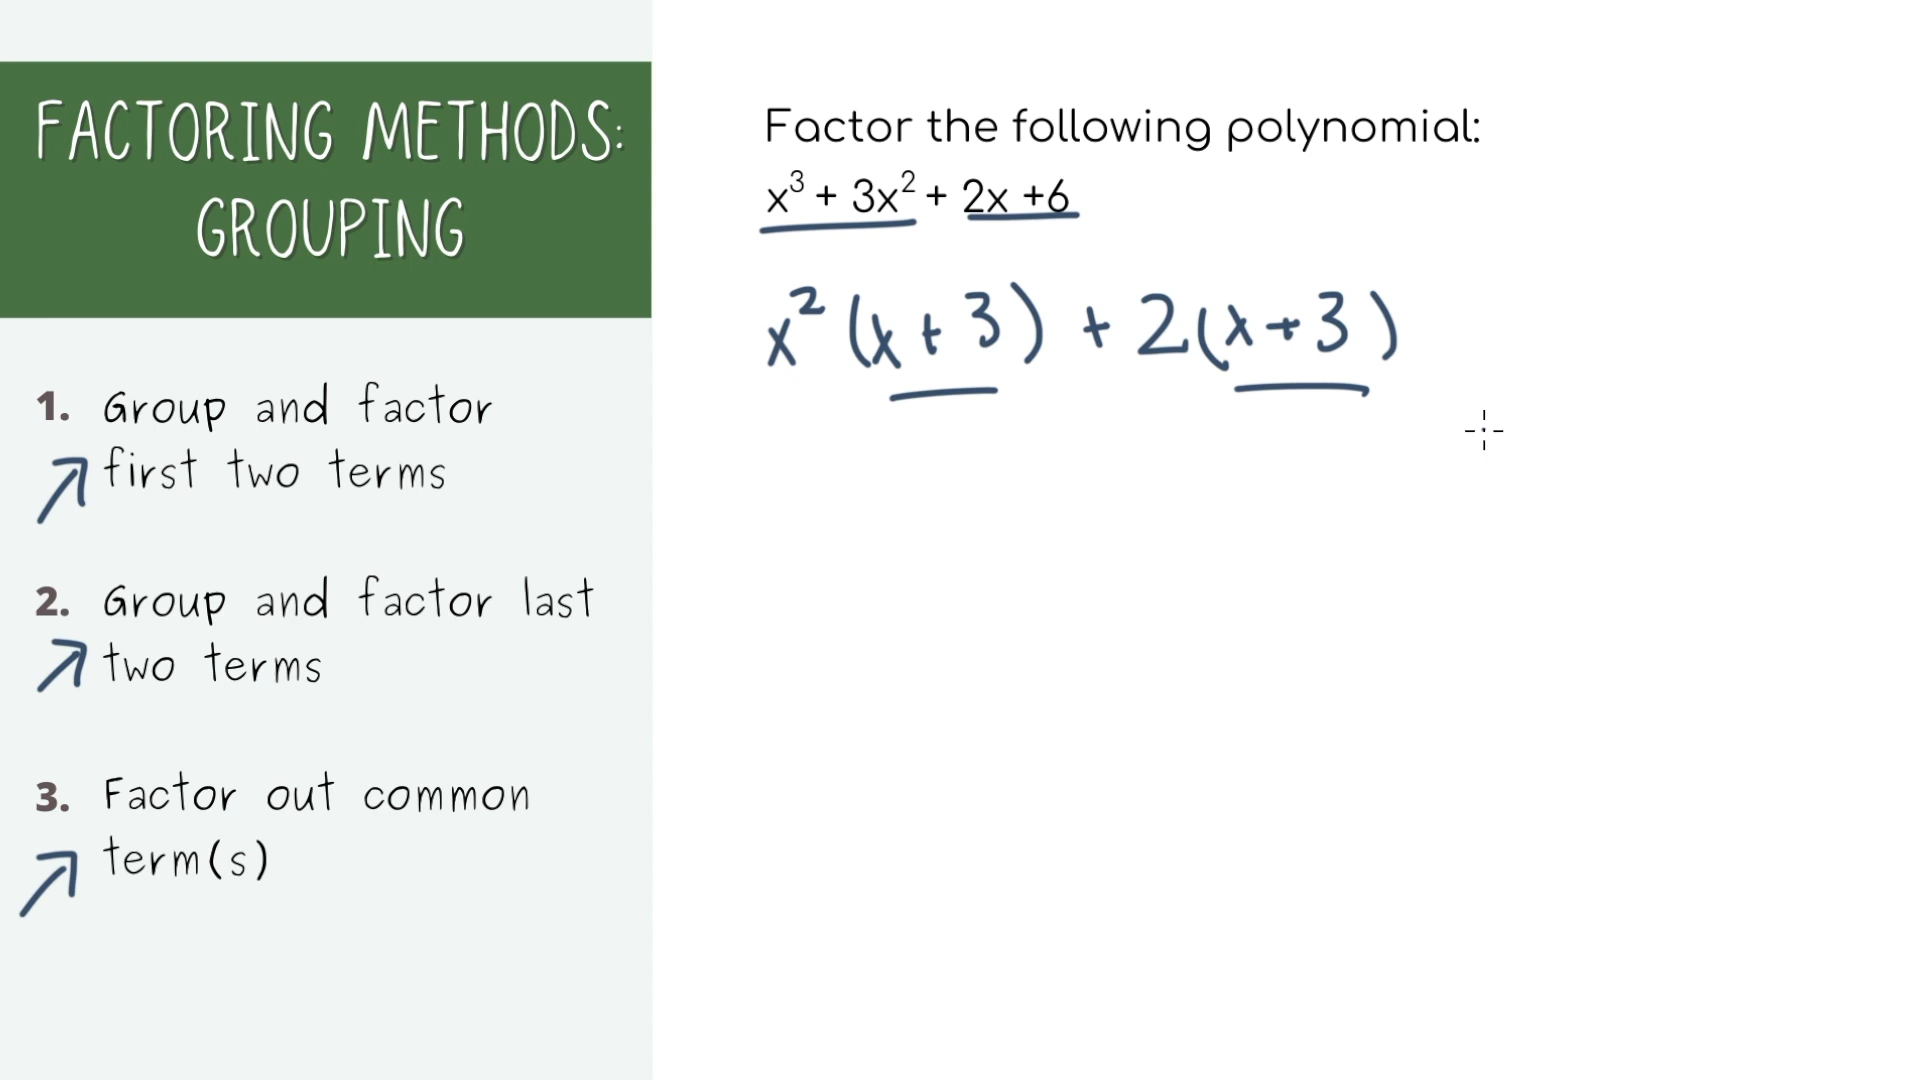 FACTORING METHODS:
GROUPING
1. Group and factor
first two terms
2. Group and factor last
two terms
3. Factor out common
term(s)
Factor the following polynomial:
x³ + 3x² + 2x +6
x² (x + 3) + 2(x + 3)